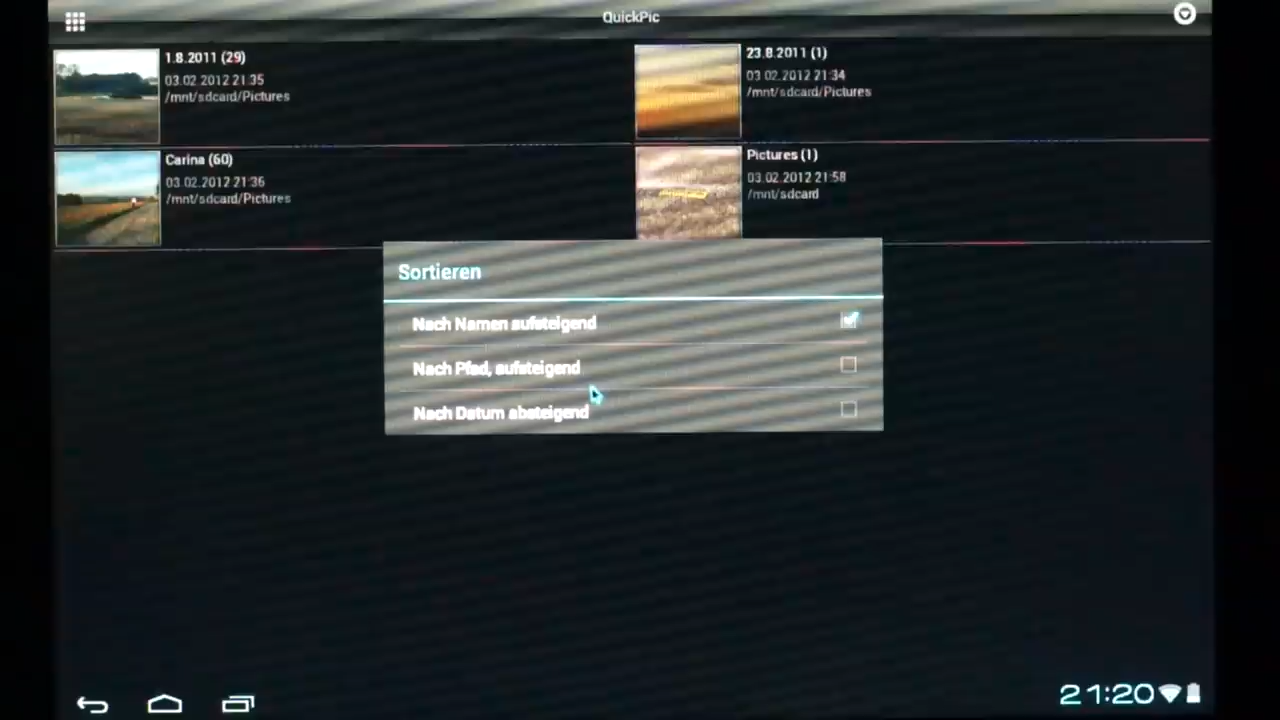 QuickPic
1.8.2011 (29)
03.02.2012 21:35
/mnt/sdcard/Pictures
23.8.2011 (1)
03.02.2012 21:34
/mnt/sdcard/Pictures
Carina (60)
03.02.2012 21:36
/mnt/sdcard/Pictures
Pictures (1)
03.02.2012 21:58
/mnt/sdcard
Sortieren
Nach Namen aufsteigend
Nach Pfad, aufsteigend
Nach Datum absteigend
21:20